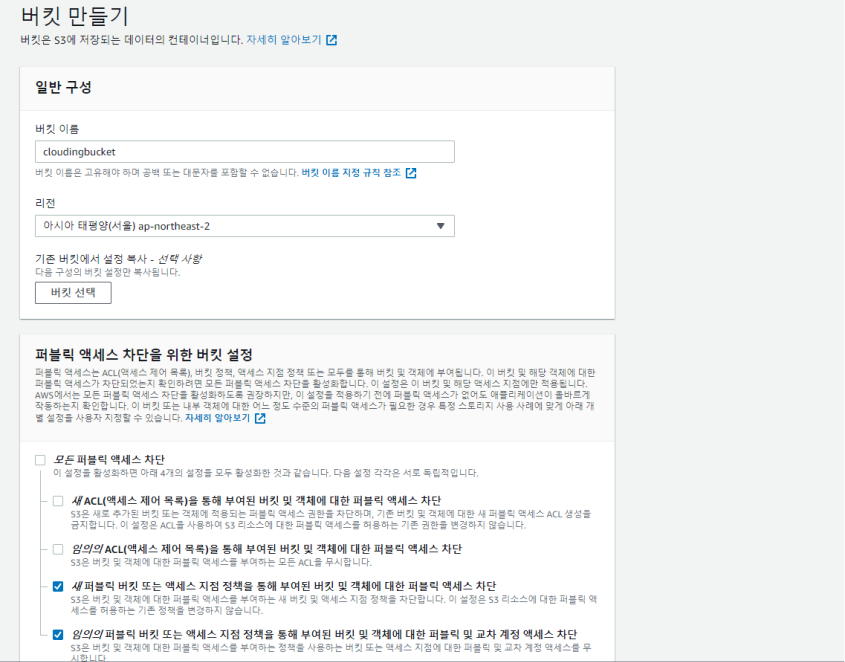 버킷 만들기
버킷은 S3에 저장되는 데이터의 컨테이너입니다. 자세히 알아보기
일반 구성
버킷 이름
cloudingbucket
버킷 이름은 고유해야 하며 공백 또는 대문자를 포함할 수 없습니다. 버킷 이름 지정 규칙 참조
리전
아시아 태평양(서울) ap-northeast-2
기존 버킷에서 설정 복사 - 선택 사항
다음 구성의 버킷 설정만 복사됩니다.
버킷 선택
퍼블릭 액세스 차단을 위한 버킷 설정
퍼블릭 액세스는 ACL(액세스 제어 목록), 버킷 정책, 액세스 지점 정책 또는 모두를 통해 버킷 및 객체에 부여됩니다. 이 버킷 및 해당 객체에 대한
퍼블릭 액세스가 차단되었는지 확인하려면 모든 퍼블릭 액세스 차단을 활성화합니다. 이 설정은 이 버킷 및 해당 액세스 지점에만 적용됩니다.
AWS에서는 모든 퍼블릭 액세스 차단을 활성화하도록 권장하지만, 이 설정을 적용하기 전에 퍼블릭 액세스가 없어도 애플리케이션이 올바르게
작동하는지 확인합니다. 이 버킷 또는 내부 객체에 대한 어느 정도 수준의 퍼블릭 액세스가 필요한 경우 특정 스토리지 사용 사례에 맞게 아래 개
별 설정을 사용자 지정할 수 있습니다. 자세히 알아보기
모든 퍼블릭 액세스 차단
이 설정을 활성화하면 아래 4개의 설정을 모두 활성화한 것과 같습니다. 다음 설정 각각은 서로 독립적입니다.
새 ACL(액세스 제어 목록)을 통해 부여된 버킷 및 객체에 대한 퍼블릭 액세스 차단
S3은 새로 추가된 버킷 또는 객체에 적용되는 퍼블릭 액세스 권한을 차단하며, 기존 버킷 및 객체에 대한 새 퍼블릭 액세스 ACL 생성을
금지합니다. 이 설정은 ACL을 사용하여 S3 리소스에 대한 퍼블릭 액세스를 허용하는 기존 권한을 변경하지 않습니다.
임의의 ACL(액세스 제어 목록)을 통해 부여된 버킷 및 객체에 대한 퍼블릭 액세스 차단
S3은 버킷 및 객체에 대한 퍼블릭 액세스를 부여하는 모든 ACL을 무시합니다.
새 퍼블릭 버킷 또는 액세스 지점 정책을 통해 부여된 버킷 및 객체에 대한 퍼블릭 액세스 차단
S3은 버킷 및 객체에 대한 퍼블릭 액세스를 부여하는 새 버킷 및 액세스 지점 정책을 차단합니다. 이 설정은 S3 리소스에 대한 퍼블릭 액
세스를 허용하는 기존 정책을 변경하지 않습니다.
임의의 퍼블릭 버킷 또는 액세스 지점 정책을 통해 부여된 버킷 및 객체에 대한 퍼블릭 및 교차 계정 액세스 차단
S3은 버킷 및 객체에 대한 퍼블릭 액세스를 부여하는 정책을 사용하는 버킷 또는 액세스 지점에 대한 퍼블릭 및 교차 계정 액세스를 무
시합니다.